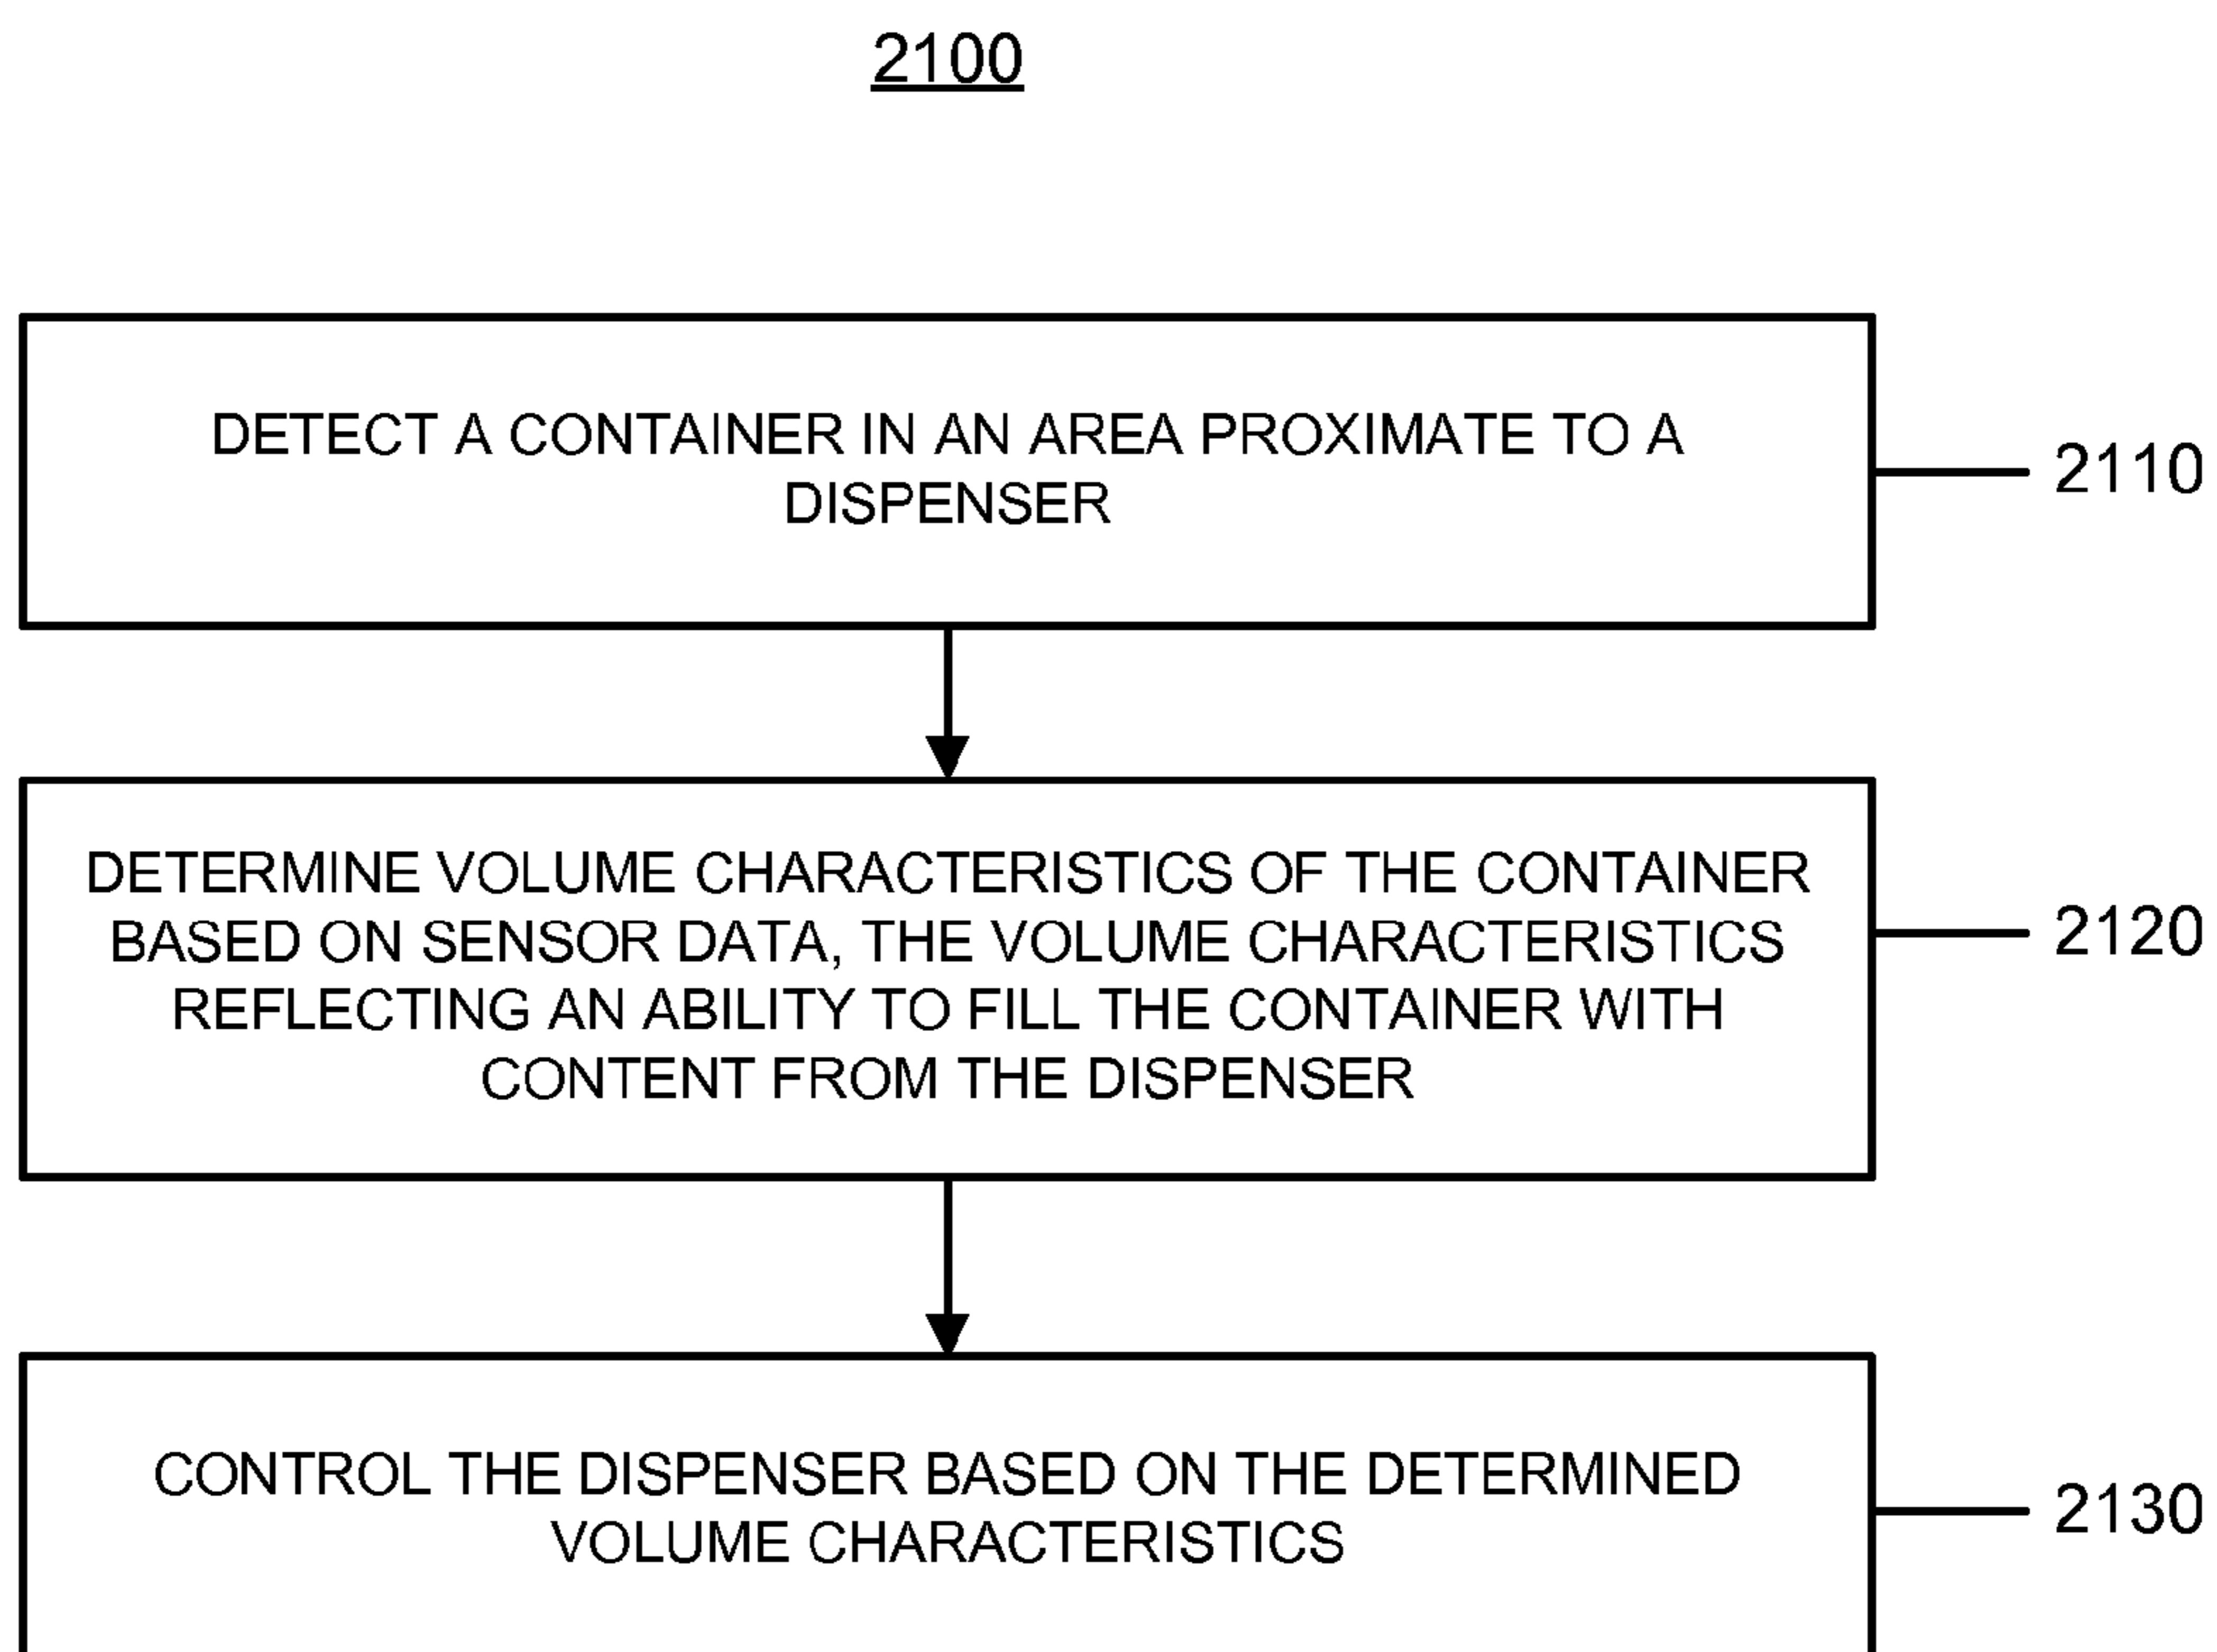 2100
DETECT A CONTAINER IN AN AREA PROXIMATE TO A
DISPENSER
2110
DETERMINE VOLUME CHARACTERISTICS OF THE CONTAINER
BASED ON SENSOR DATA, THE VOLUME CHARACTERISTICS
REFLECTING AN ABILITY TO FILL THE CONTAINER WITH
CONTENT FROM THE DISPENSER
2120
CONTROL THE DISPENSER BASED ON THE DETERMINED
VOLUME CHARACTERISTICS
2130